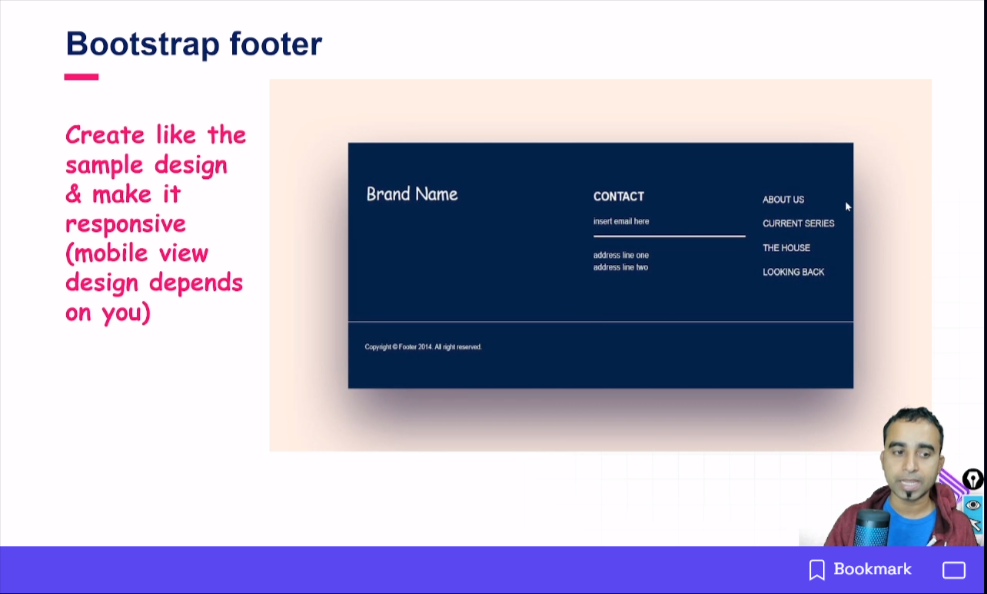 Bootstrap footer
Create like the
sample design
& make it
responsive
(mobile view
design depends
on you)
Brand Name
CONTACT
insert email here
address line one
address line two
ABOUT US
CURRENT SERIES
THE HOUSE
LOOKING BACK
Copyright © Footer 2014. All right reserved.
Bookmark